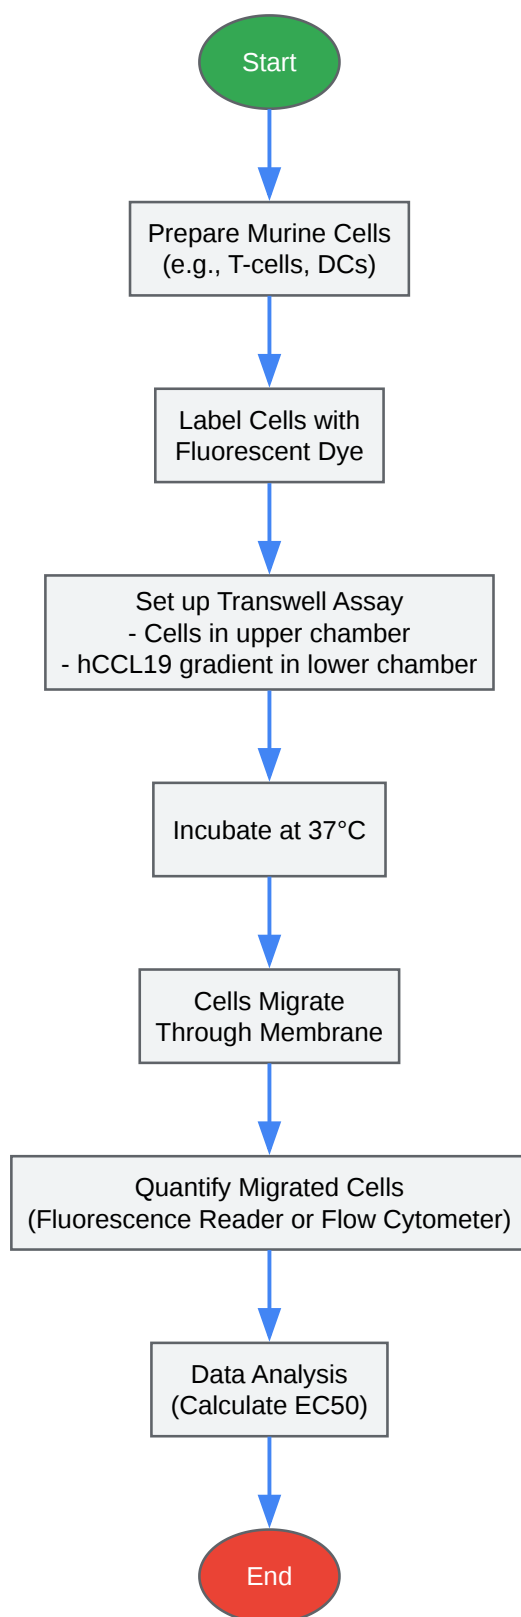 Start
Prepare Murine Cells
(e.g., T-cells, DCs)
Label Cells with
Fluorescent Dye
Set up Transwell Assay
- Cells in upper chamber
- hCCL19 gradient in lower chamber
Incubate at 37°C
Cells Migrate
Through Membrane
Quantify Migrated Cells
(Fluorescence Reader or Flow Cytometer)
Data Analysis
(Calculate EC50)
End